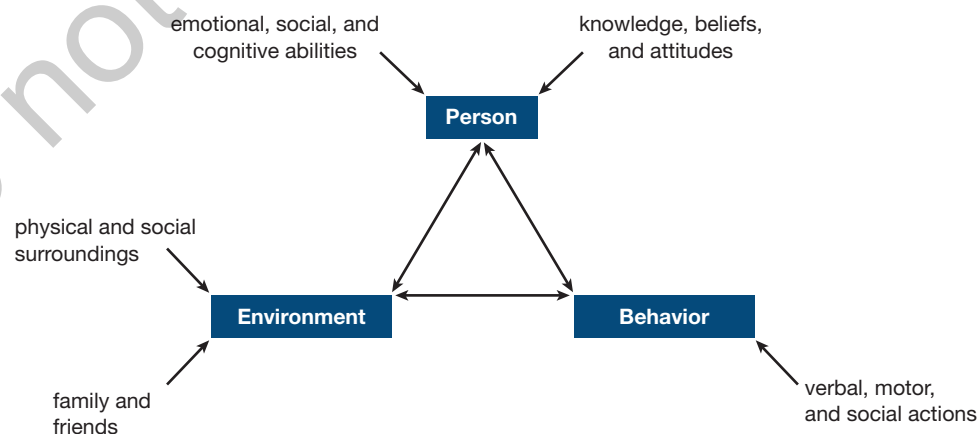 not
emotional, social, and
cognitive abilities
knowledge, beliefs,
and attitudes
Person
physical and social
surroundings
Environment
Behavior
family and
friends
verbal, motor,
and social actions